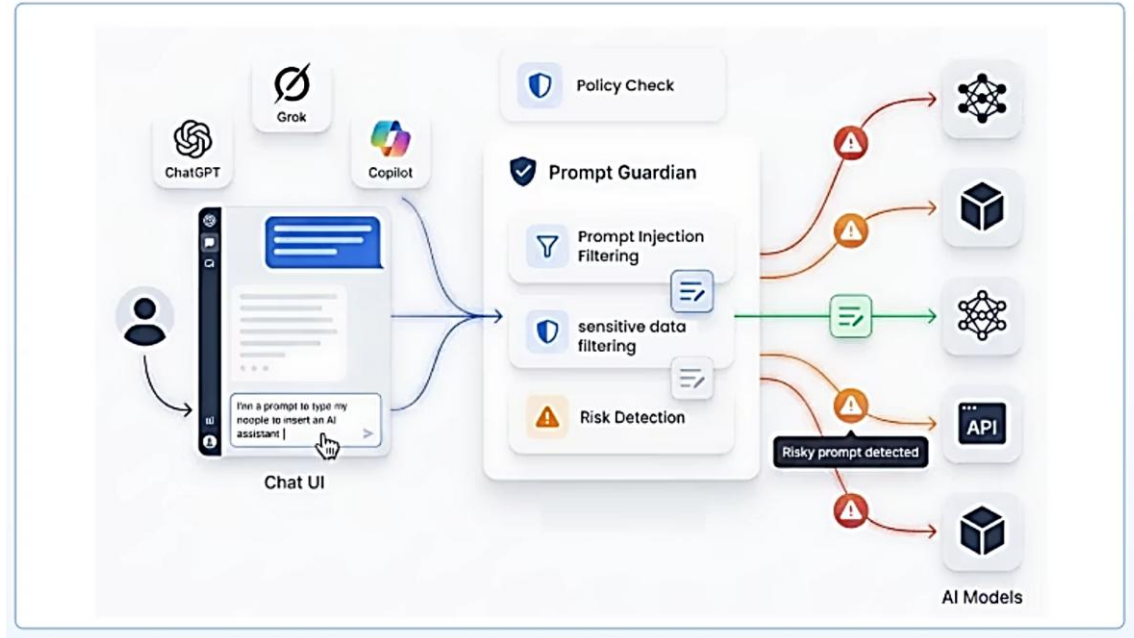 Grok
ChatGPT
Copilot
I'nn a prompt to type my
nople to insert an AI
assistant
Chat UI
Policy Check
Prompt Guardian
Prompt Injection
Filtering
sensitive data
filtering
Risk Detection
Risky prompt detected
API
AI Models